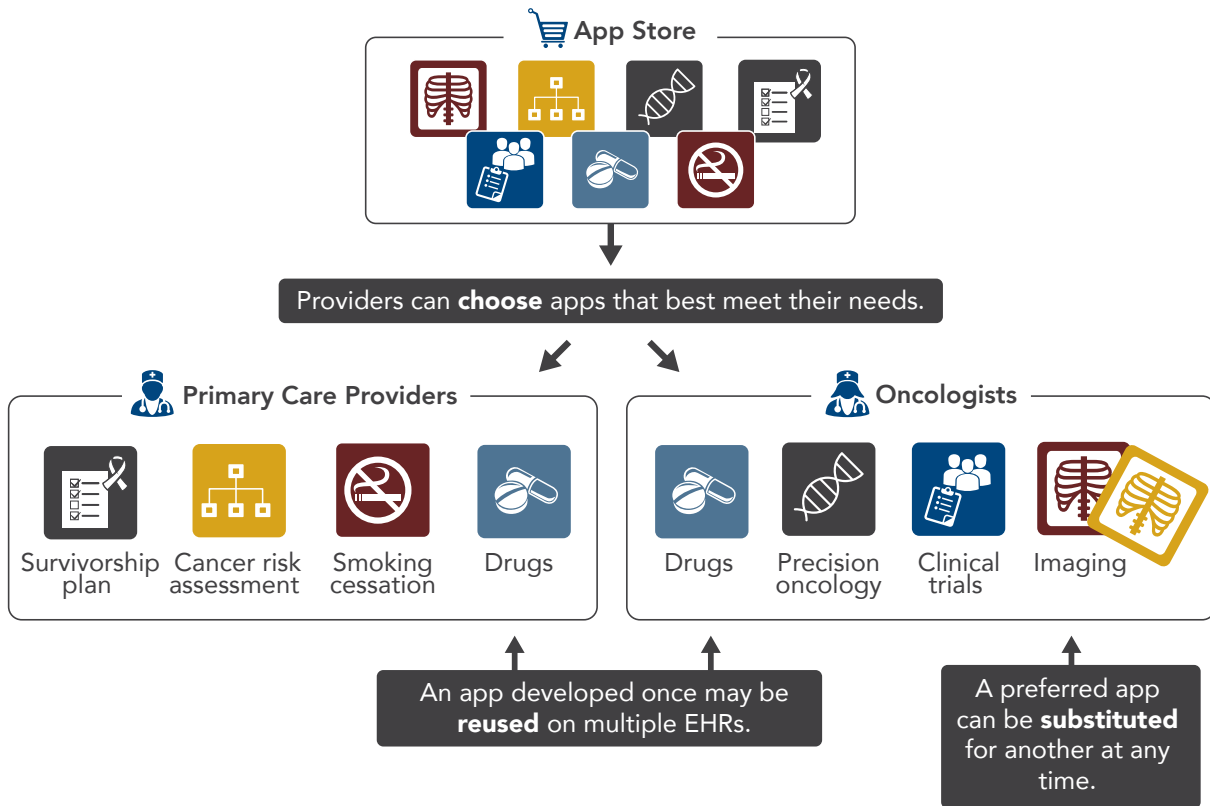 App Store
Providers can choose apps that best meet their needs.
Primary Care Providers
Survivorship
plan
Cancer risk
assessment
Smoking
cessation
Drugs
Oncologists
Drugs
Precision
oncology
Clinical
trials
Imaging
An app developed once may be
reused on multiple EHRs.
A preferred app
can be substituted
for another at any
time.